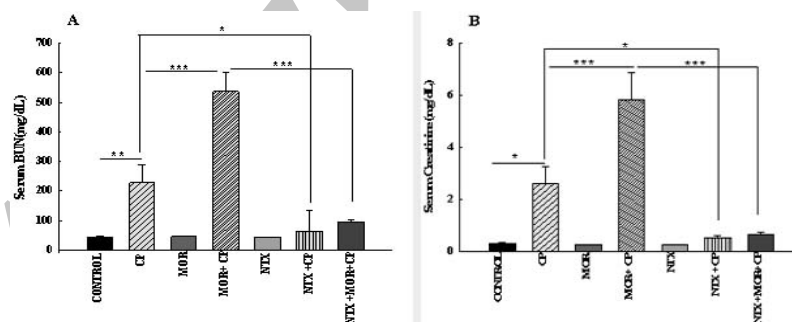 A
Serum BUN(mg/dL)
700
600
500
400
300
200
100
0
*
***
***
**
CONTROL
CP
MOR
MOR+ CP
NTX
NTX +CP
NTX +MOR+CP
B
Serum Creatinine (mg/dL)
8
6
4
2
0
*
***
***
*
CONTROL
CP
MOR
MOR+ CP
NTX
NTX +CP
NTX+MOR+CP